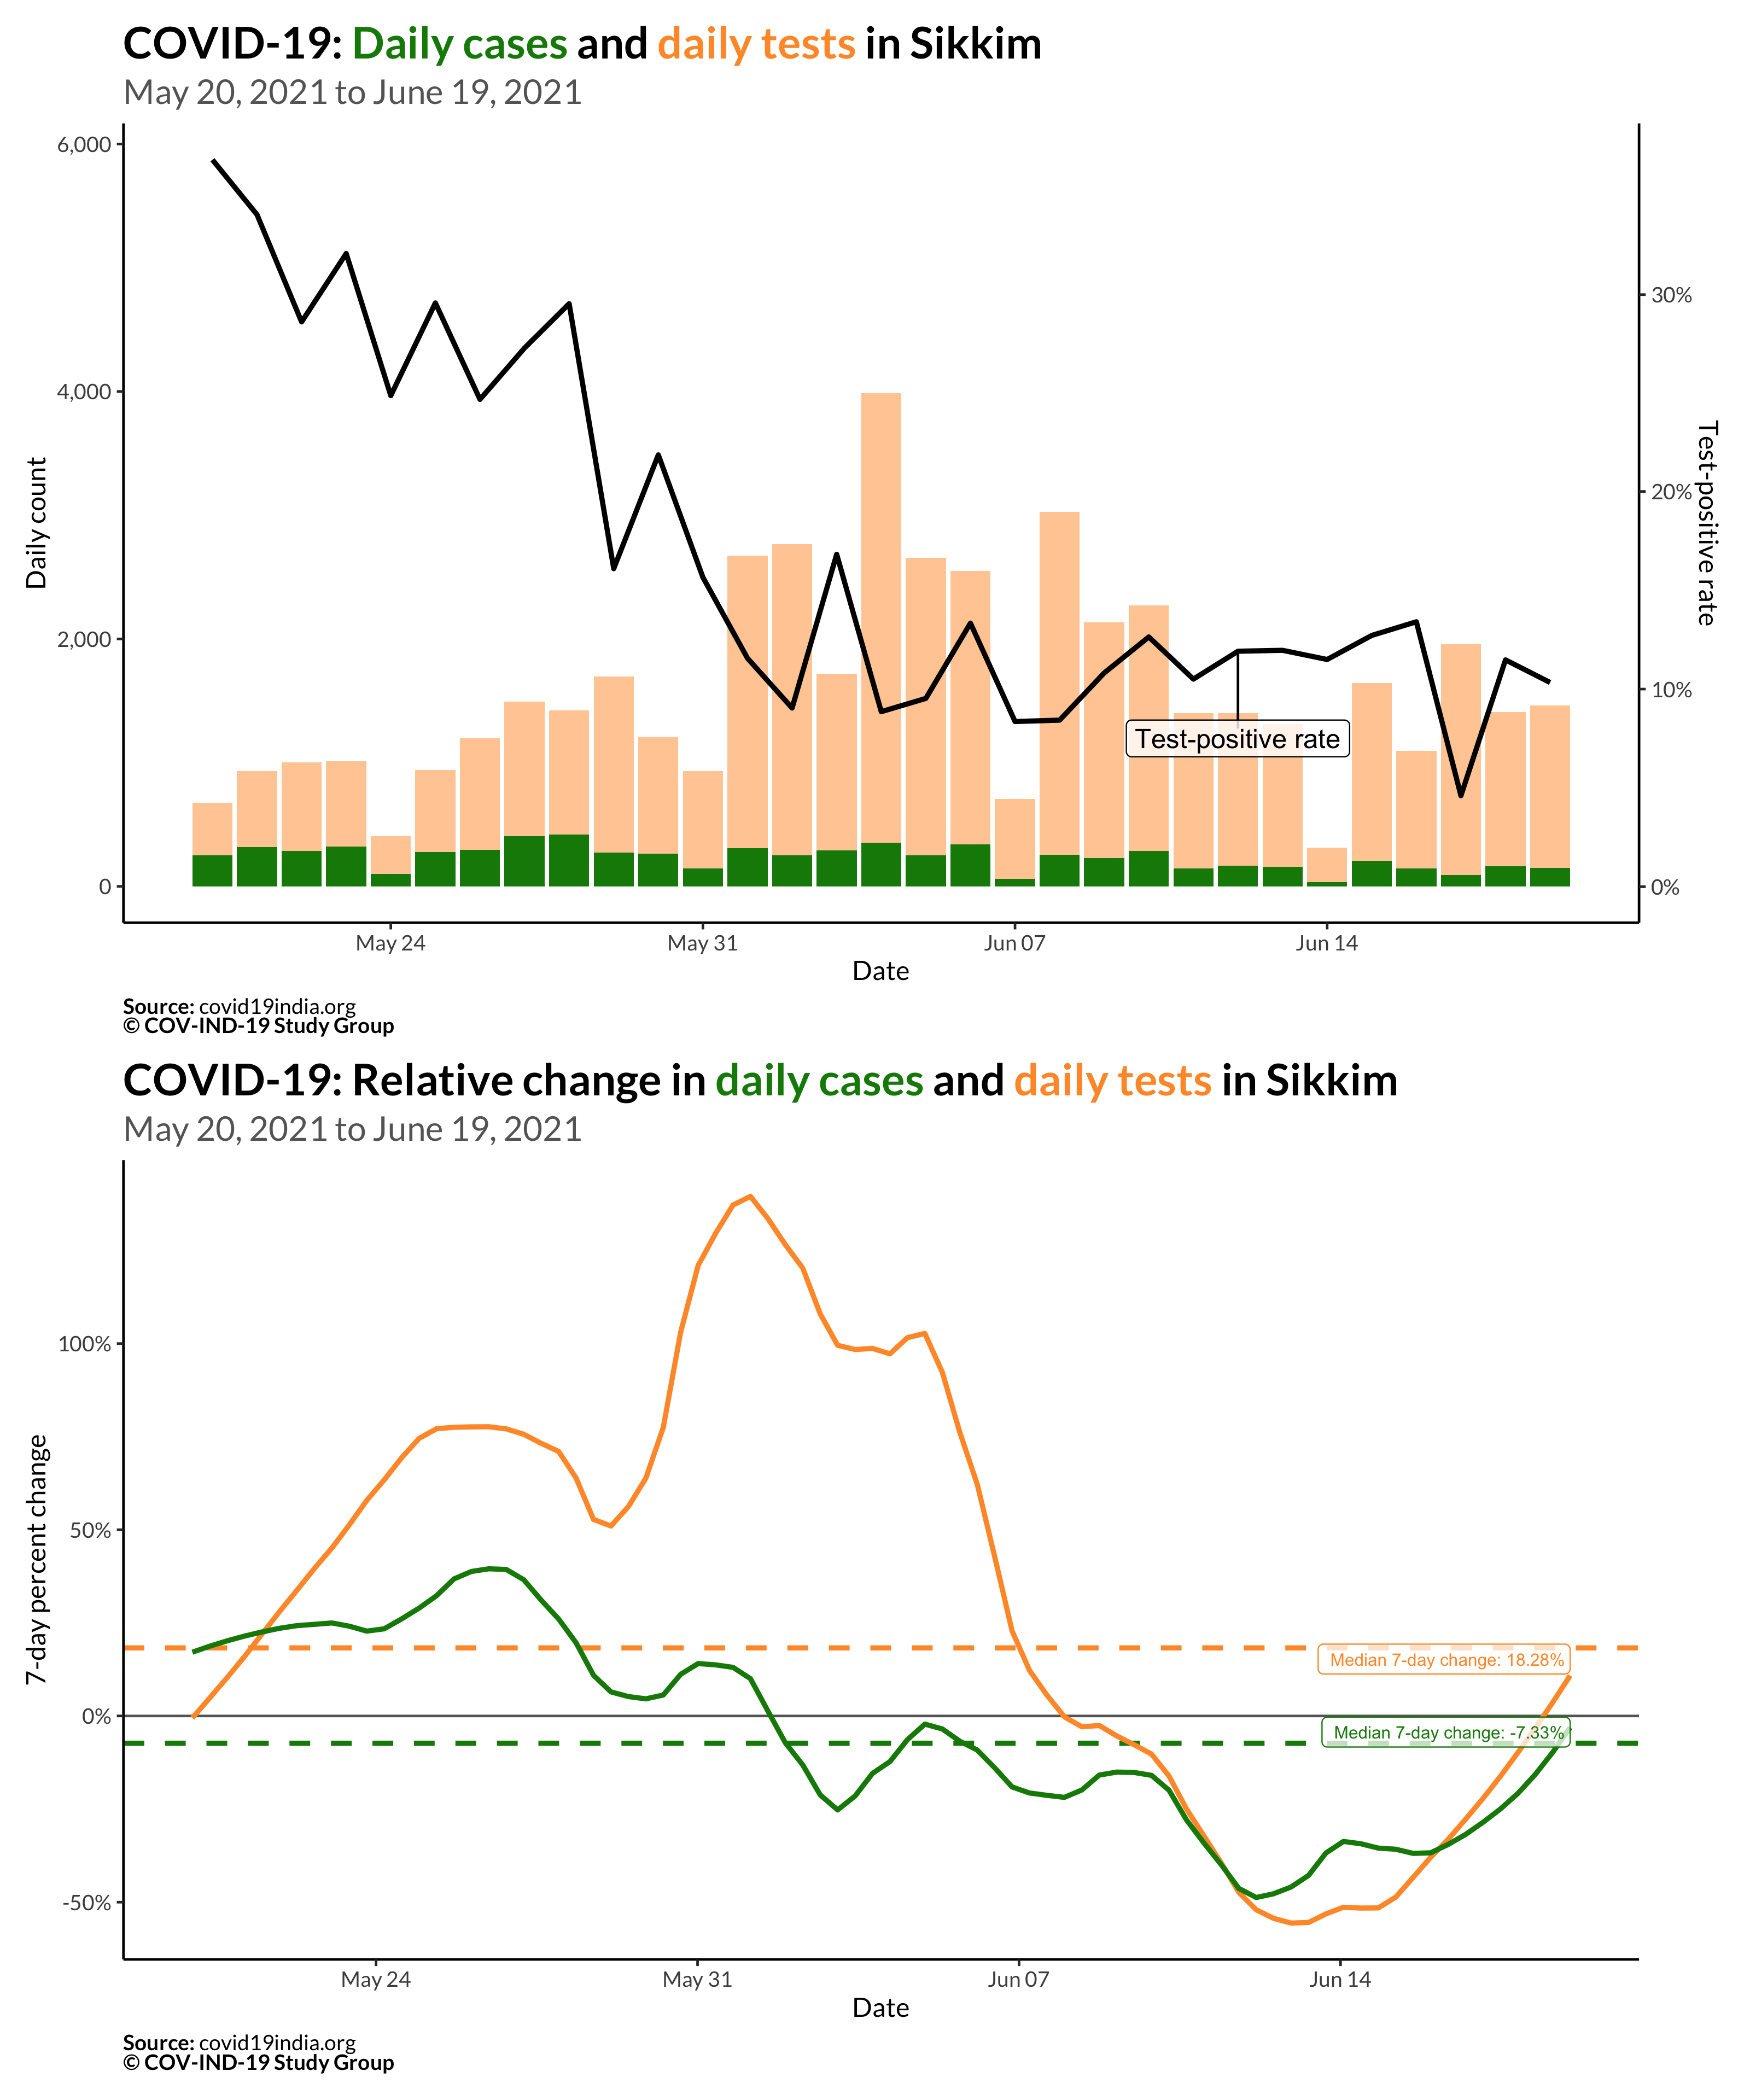 COVID-19: Daily cases and daily tests in Sikkim
May 20, 2021 to June 19, 2021
6,000
4,000
2,000
0
Daily count
30%
20%
10%
0%
Test-positive rate
Test-positive rate
May 24
May 31
Jun 07
Jun 14
Date
Source: covid19india.org
© COV-IND-19 Study Group
COVID-19: Relative change in daily cases and daily tests in Sikkim
May 20, 2021 to June 19, 2021
100%
50%
0%
-50%
7-day percent change
Median 7-day change: 18.28%
Median 7-day change: -7.33%
May 24
May 31
Jun 07
Jun 14
Date
Source: covid19india.org
© COV-IND-19 Study Group